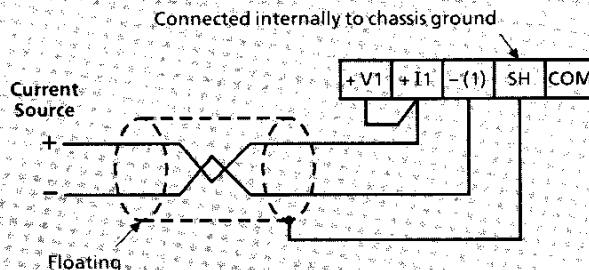 Connected internally to chassis ground
+V1 +I1 -(1) SH COM
Current
Source
+
-
Floating